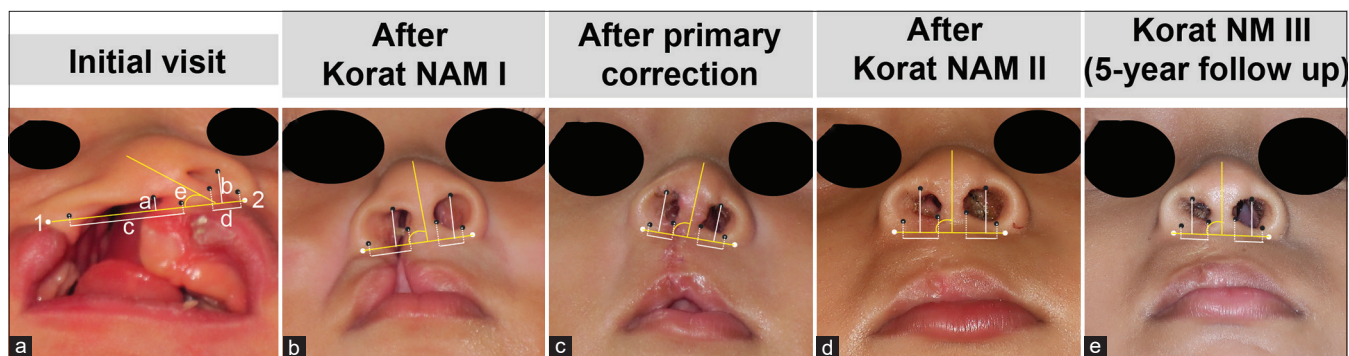 Initial visit
After
Korat NAM I
After primary
correction
After
Korat NAM II
Korat NM III
(5-year follow up)
1
a
e
b
2
c
d
a
b
c
d
e